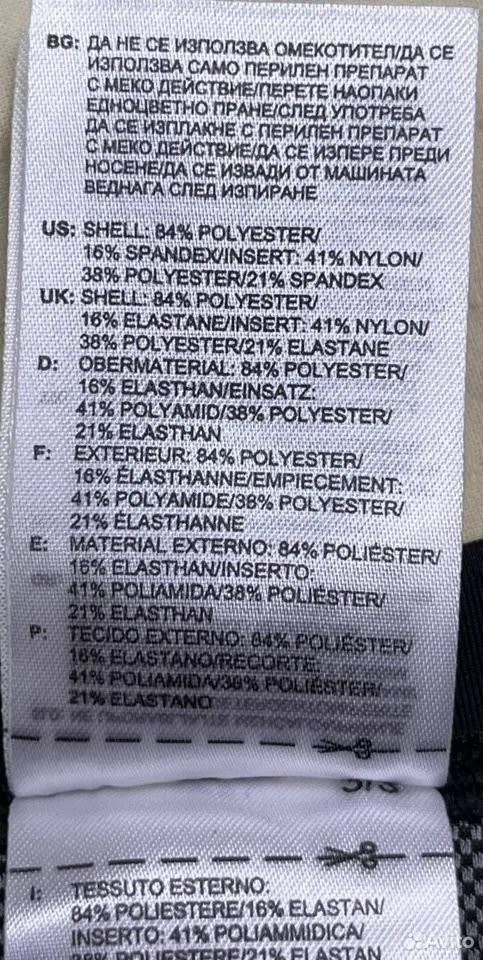 BG: ДА НЕ СЕ ИЗПОЛЗВА ОМЕКОТИТЕЛ/ДА СЕ
ИЗПОЛЗВА САМО ПЕРИЛЕН ПРЕПАРАТ
С МЕКО ДЕЙСТВИЕ/ПЕРЕТЕ НАОПАКИ
ЕДНОЦВЕТНО ПРАНЕ/СЛЕД УПОТРЕБА
ДА СЕ ИЗПЛАКНЕ С ПЕРИЛЕН ПРЕПАРАТ
С МЕКО ДЕЙСТВИЕ/ДА СЕ ИЗПЕРЕ ПРЕДИ
НОСЕНЕ/ДА СЕ ИЗВАДИ ОТ МАШИНАТА
ВЕДНАГА СЛЕД ИЗПИРАНЕ
US: SHELL: 84% POLYESTER/
16% SPANDEX/INSERT: 41% NYLON/
38% POLYESTER/21% SPANDEX
UK: SHELL: 84% POLYESTER/
16% ELASTANE/INSERT: 41% NYLON/
38% POLYESTER/21% ELASTANE
D: OBERMATERIAL: 84% POLYESTER/
16% ELASTHAN/EINSATZ:
41% POLYAMID/38% POLYESTER/
21% ELASTHAN
F: EXTERIEUR: 84% POLYESTER/
16% ÉLASTHANNE/EMPIECEMENT:
41% POLYAMIDE/38% POLYESTER/
21% ÉLASTHANNE
E: MATERIAL EXTERNO: 84% POLIÉSTER/
16% ELASTHAN/INSERTO:
41% POLIAMIDA/38% POLIÉSTER/
21% ELASTHAN
P: TECIDO EXTERNO: 84% POLIÉSTER/
16% ELASTANO/RECORTE:
41% POLIAMIDA/38% POLIÉSTER/
21% ELASTANO
I: TESSUTO ESTERNO:
84% POLIESTERE/16% ELASTAN/
INSERTO: 41% POLIAMMIDICA/
38% POLIESTERE/21% ELASTAN
Avito